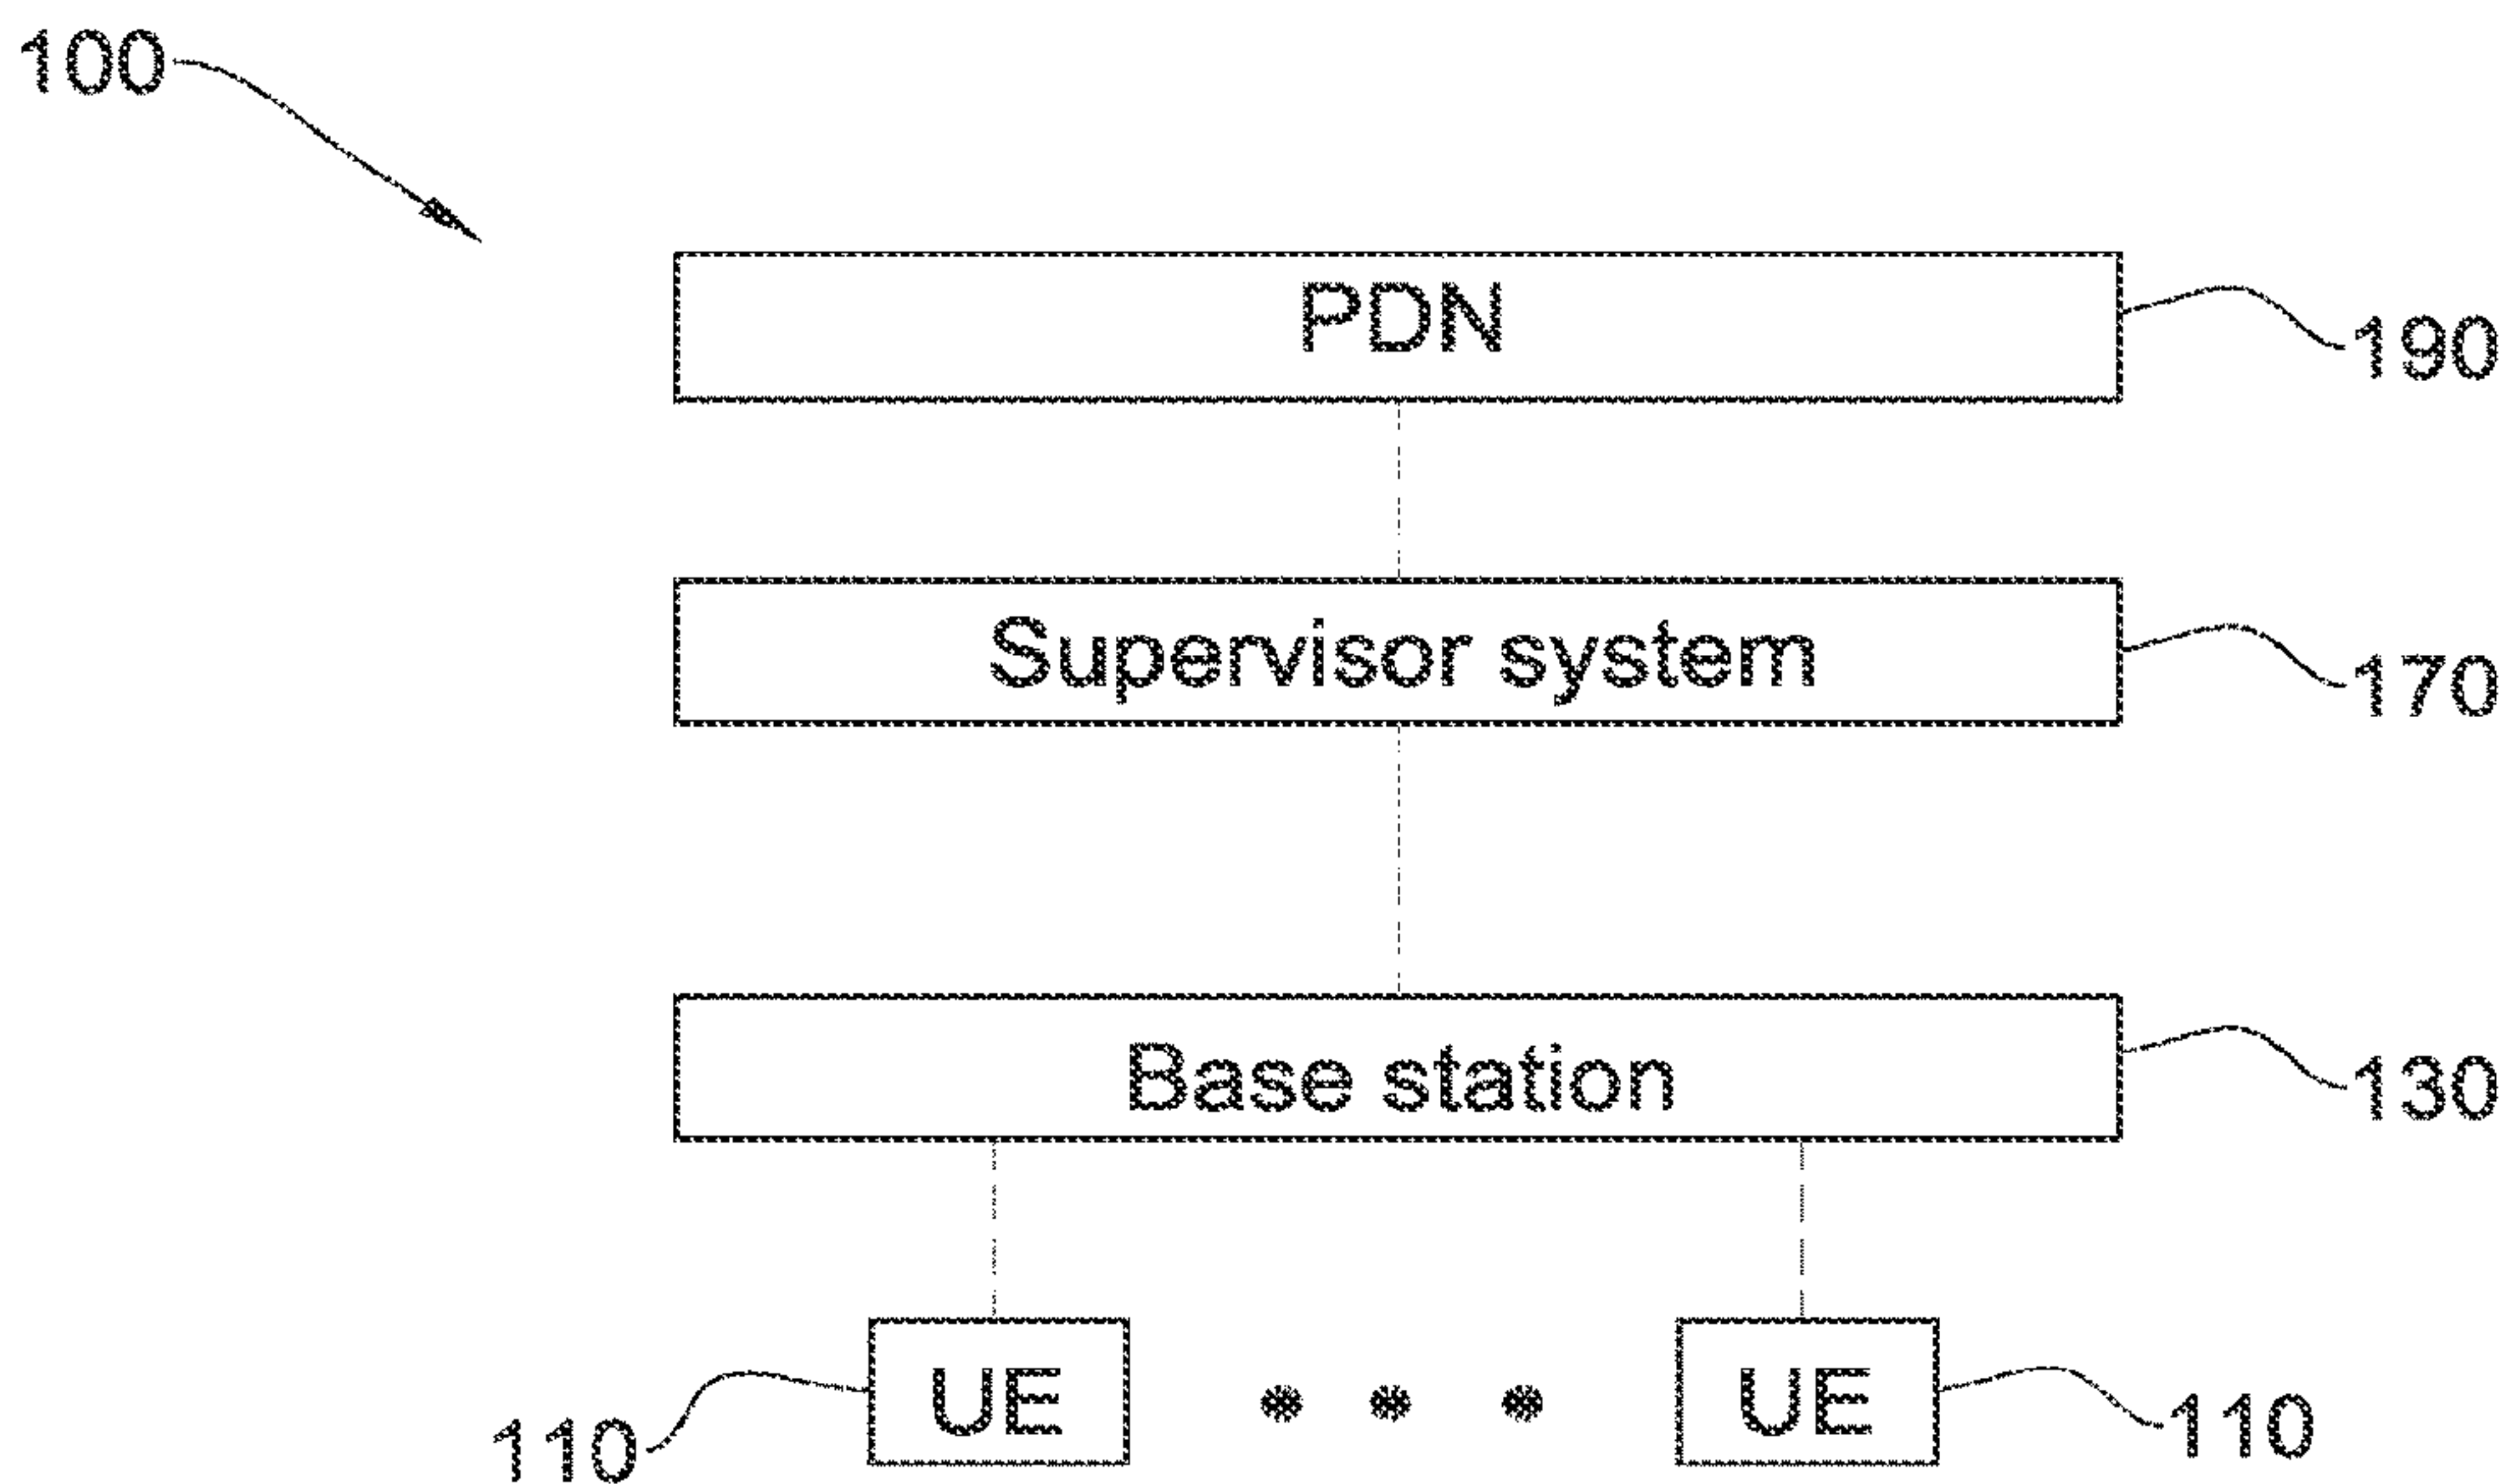 100
PDN
190
Supervisor system
170
Base station
130
UE
UE
110
110